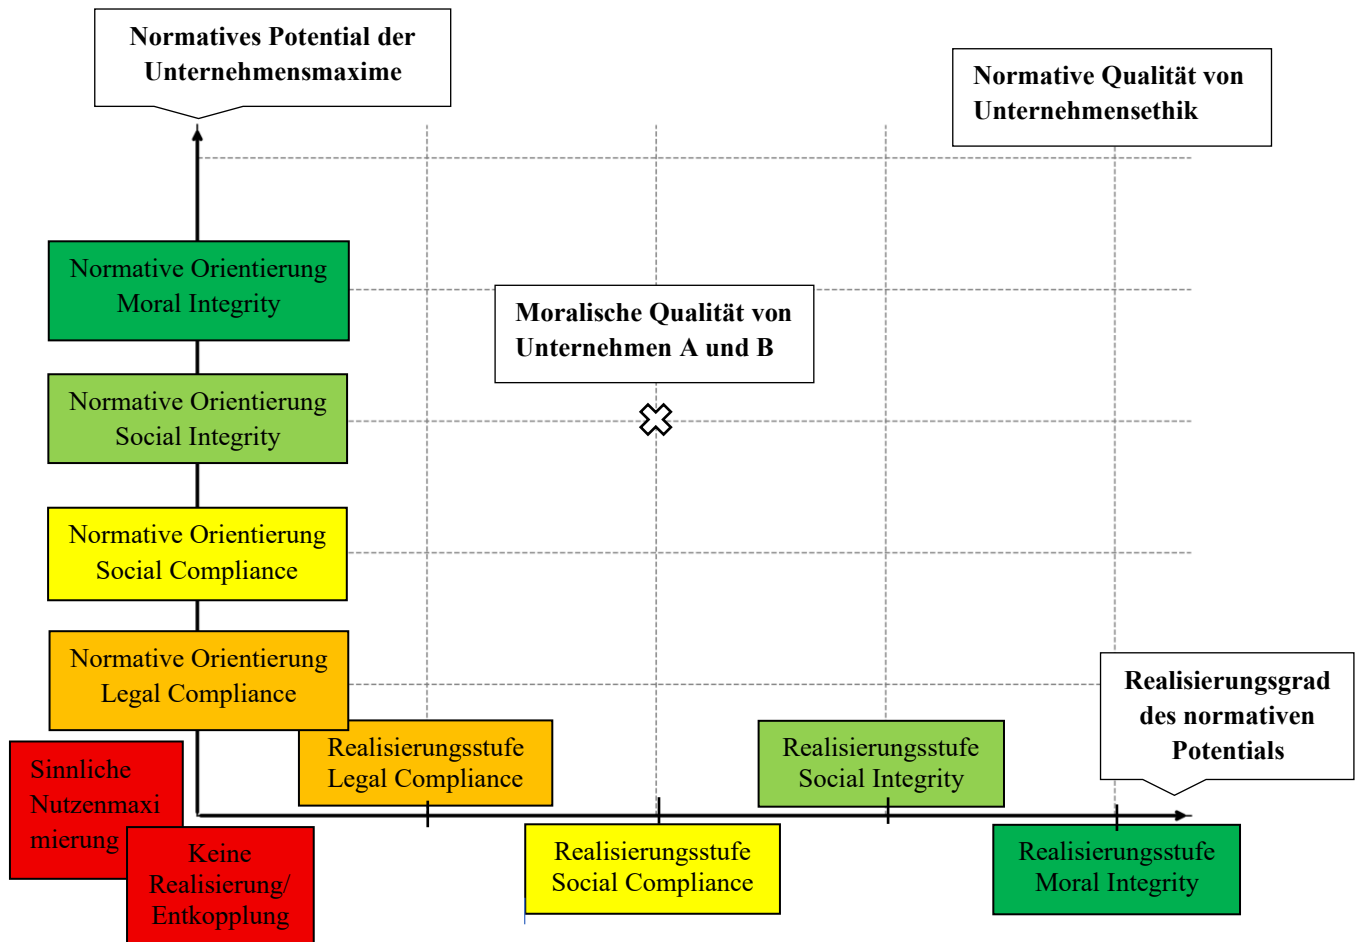 Normatives Potential der
Unternehmensmaxime
Normative Qualität von
Unternehmensethik
Normative Orientierung
Moral Integrity
Moralische Qualität von
Unternehmen A und B
Normative Orientierung
Social Integrity
Normative Orientierung
Social Compliance
Normative Orientierung
Legal Compliance
Realisierungsgrad
des normativen
Potentials
Sinnliche
Nutzenmaxi
mierung
Keine
Realisierung/
Entkopplung
Realisierungsstufe
Legal Compliance
Realisierungsstufe
Social Compliance
Realisierungsstufe
Social Integrity
Realisierungsstufe
Moral Integrity